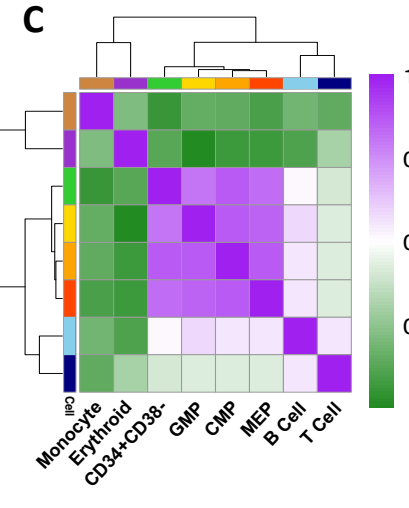 C
Cell
Monocyte
Erythroid
CD34+CD38-
GMP
CMP
MEP
B Cell
T Cell